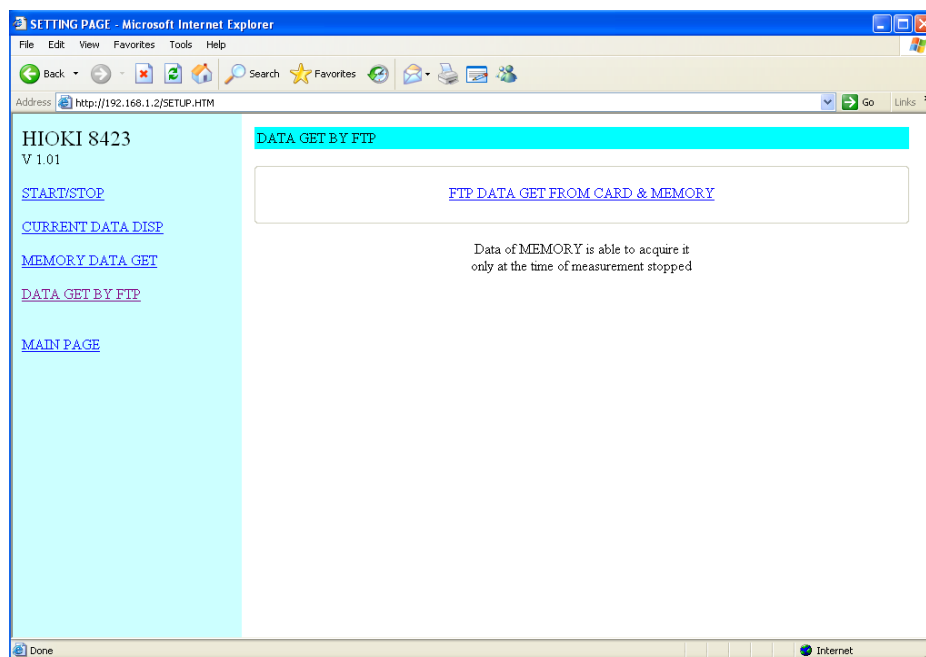 SETTING PAGE - Microsoft Internet Explorer
File Edit View Favorites Tools Help
Back Search Favorites
Address http://192.168.1.2/SETUP.HTM Go Links
HIOKI 8423
V 1.01
START/STOP
CURRENT DATA DISP
MEMORY DATA GET
DATA GET BY FTP
MAIN PAGE
DATA GET BY FTP
FTP DATA GET FROM CARD & MEMORY
Data of MEMORY is able to acquire it
only at the time of measurement stopped
Done Internet